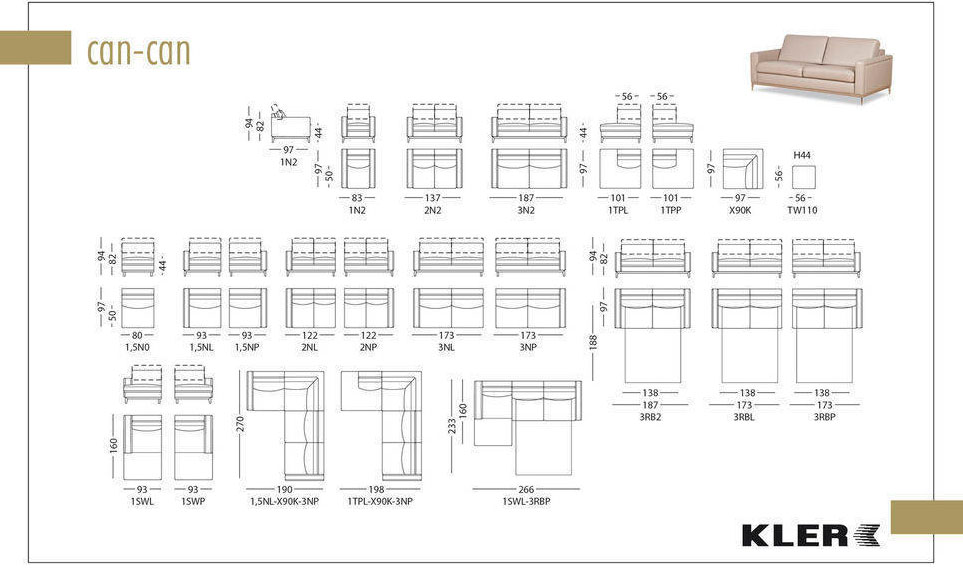 can-can
94 82 44
97
1N2
97 50
83
1N2
137
2N2
187
3N2
44
56 56
97
101
1TPL
101
1TPP
97
97
X90K
H44
56
56
TW110
94 82 44
97 50
80
1,5N0
93
1,5NL
93
1,5NP
122
2NL
122
2NP
173
3NL
173
3NP
94 82
97
188
138
187
3RB2
138
173
3RBL
138
173
3RBP
160
93
1SWL
93
1SWP
270
190
1,5NL-X90K-3NP
198
1TPL-X90K-3NP
233 160
266
1SWL-3RBP
KLER